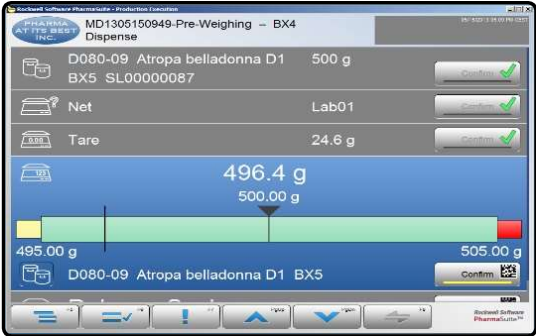 Rockwell Software PharmaSuite - Production Execution
PHARMA
AT ITS BEST
INC.
MD1305150949-Pre-Weighing – BX4
Dispense
D080-09 Atropa belladonna D1
500 g
BX5 SL00000087
Confirm
Net
Lab01
Confirm
Tare
24.6 g
Confirm
496.4 g
500.00 g
495.00 g
505.00 g
D080-09 Atropa belladonna D1 BX5
Confirm
Rockwell Software
PharmaSuite™